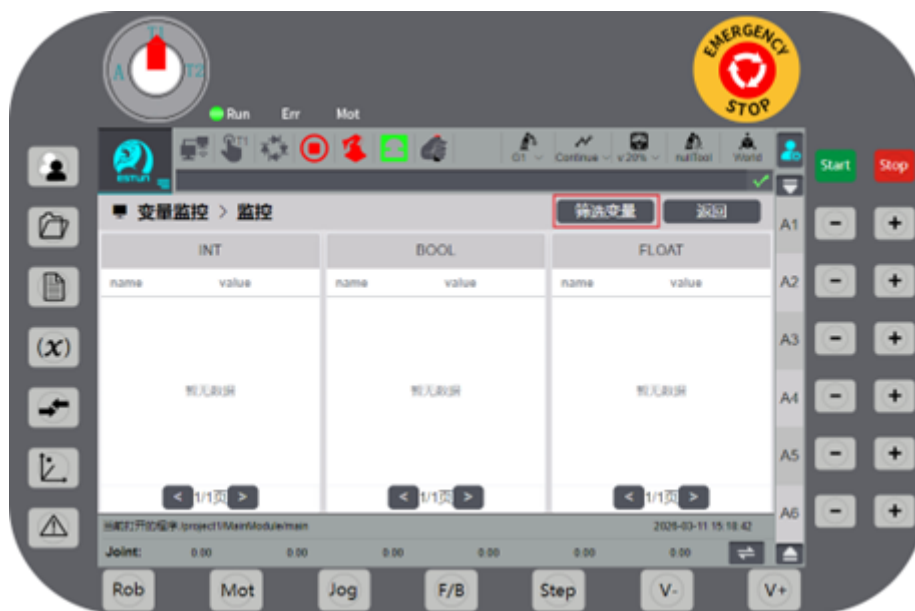 T1
A
T2
EMERGENCY
STOP
Run Err Mot
ESTUN
T1
01 Continue v 20% nullTool World
Start Stop
变量监控 > 监控 筛选变量 返回
INT BOOL FLOAT
name value name value name value
暂无数据 暂无数据 暂无数据
< 1/1页 > < 1/1页 > < 1/1页 >
A1 - +
A2 - +
A3 - +
A4 - +
A5 - +
A6 - +
(x)
当前打开的程序:/project1/MainModule/main 2026-03-11 15:18:42
Joint: 0.00 0.00 0.00 0.00 0.00 0.00
Rob Mot Jog F/B Step V- V+